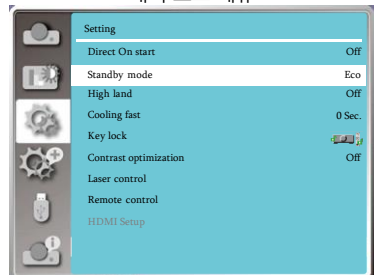 Setting
Direct On start Off
Standby mode Eco
High land Off
Cooling fast 0 Sec.
Key lock
Contrast optimization Off
Laser control
Remote control
HDMI Setup